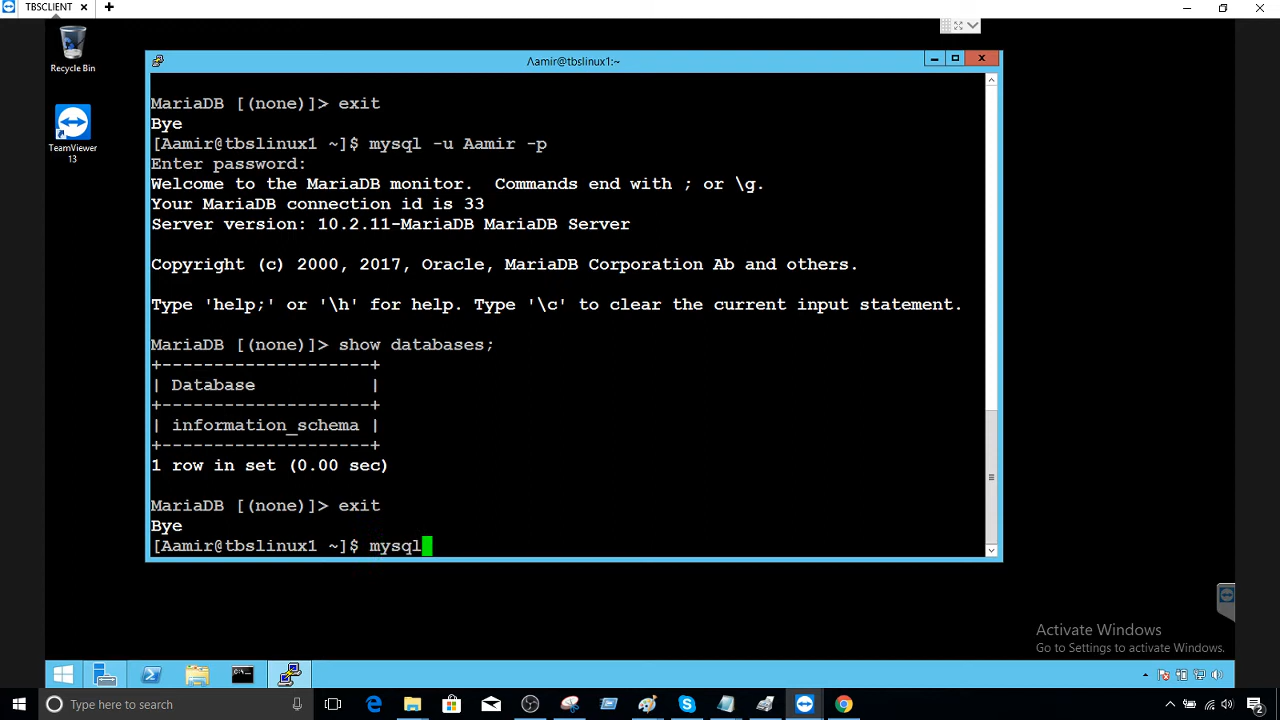 TBSCLIENT
Recycle Bin
TeamViewer
13
Aamir@tbslinux1:~
MariaDB [(none)]> exit
Bye
[Aamir@tbslinux1 ~]$ mysql -u Aamir -p
Enter password:
Welcome to the MariaDB monitor.  Commands end with ; or \g.
Your MariaDB connection id is 33
Server version: 10.2.11-MariaDB MariaDB Server
Copyright (c) 2000, 2017, Oracle, MariaDB Corporation Ab and others.
Type 'help;' or '\h' for help. Type '\c' to clear the current input statement.
MariaDB [(none)]> show databases;
+--------------------+
| Database           |
+--------------------+
| information_schema |
+--------------------+
1 row in set (0.00 sec)
MariaDB [(none)]> exit
Bye
[Aamir@tbslinux1 ~]$ mysql
Activate Windows
Go to Settings to activate Windows.
Type here to search
2